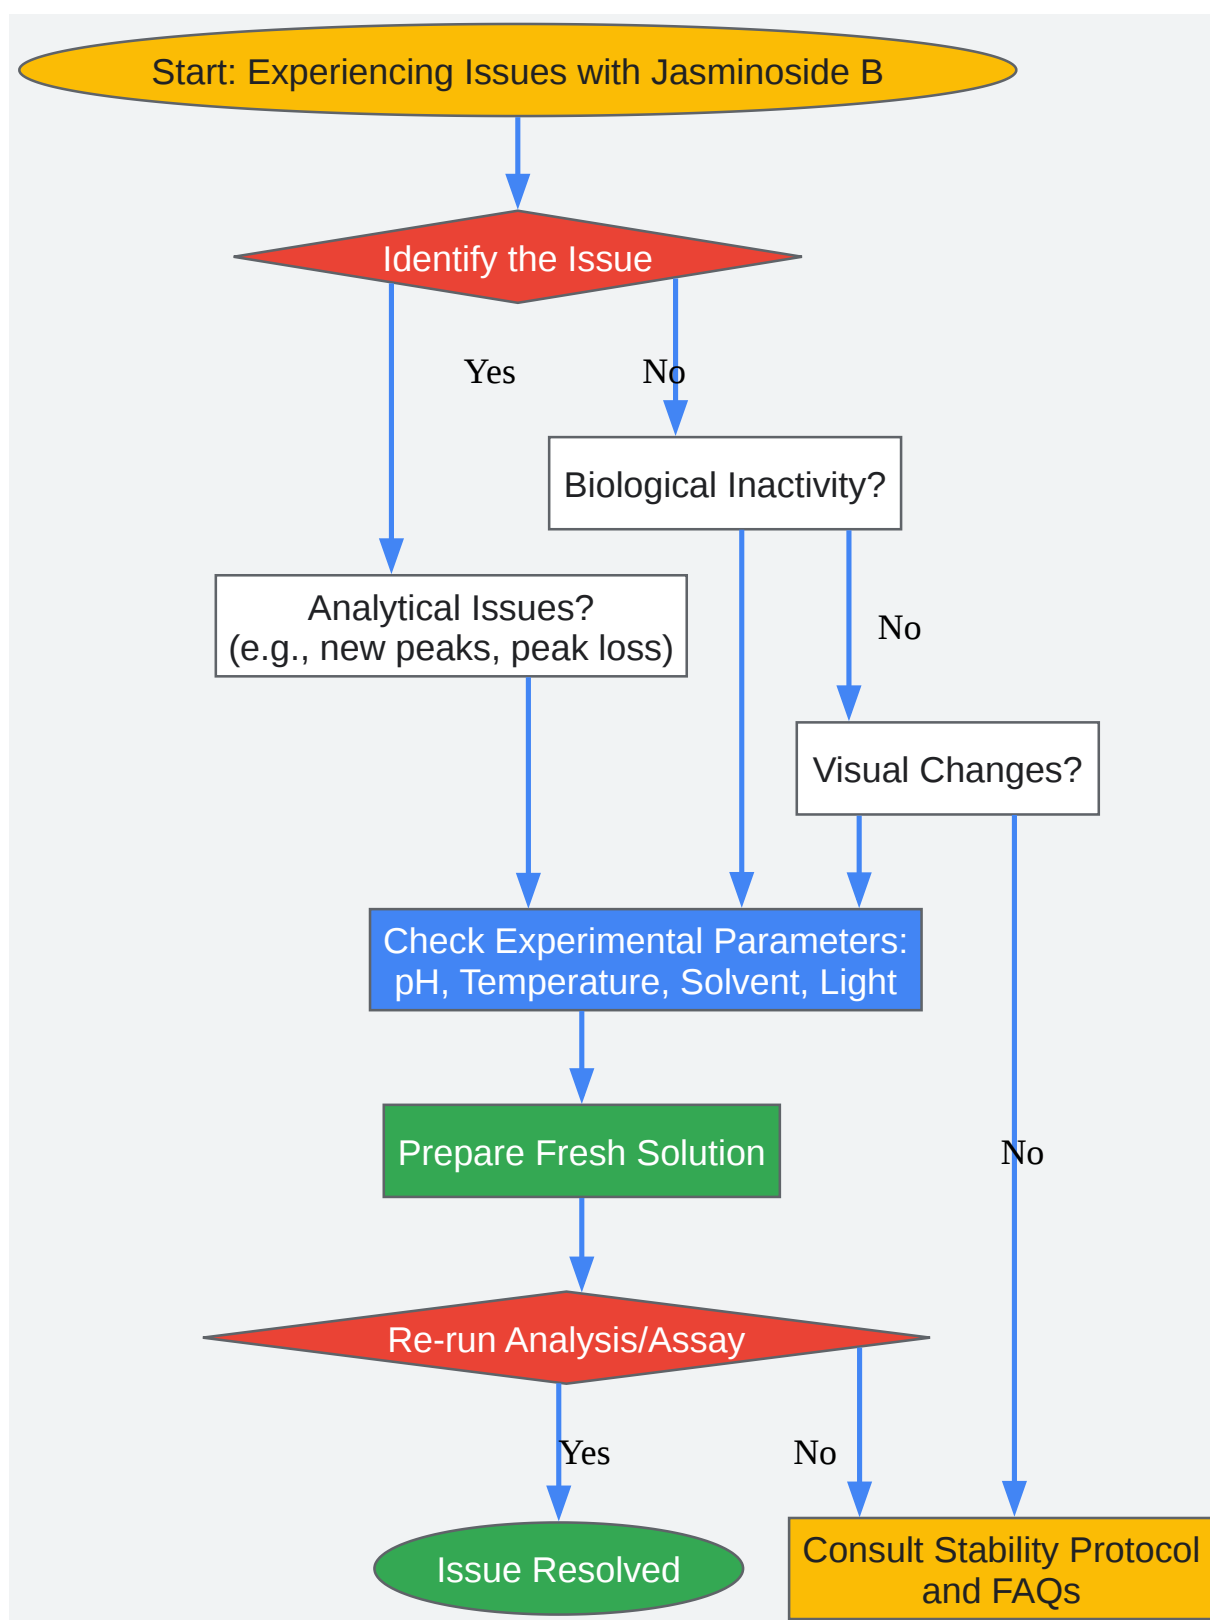 Start: Experiencing Issues with Jasminoside B
Identify the Issue
Yes
No
Biological Inactivity?
Analytical Issues?
(e.g., new peaks, peak loss)
No
Visual Changes?
Check Experimental Parameters:
pH, Temperature, Solvent, Light
Prepare Fresh Solution
No
Re-run Analysis/Assay
Yes
No
Issue Resolved
Consult Stability Protocol
and FAQs